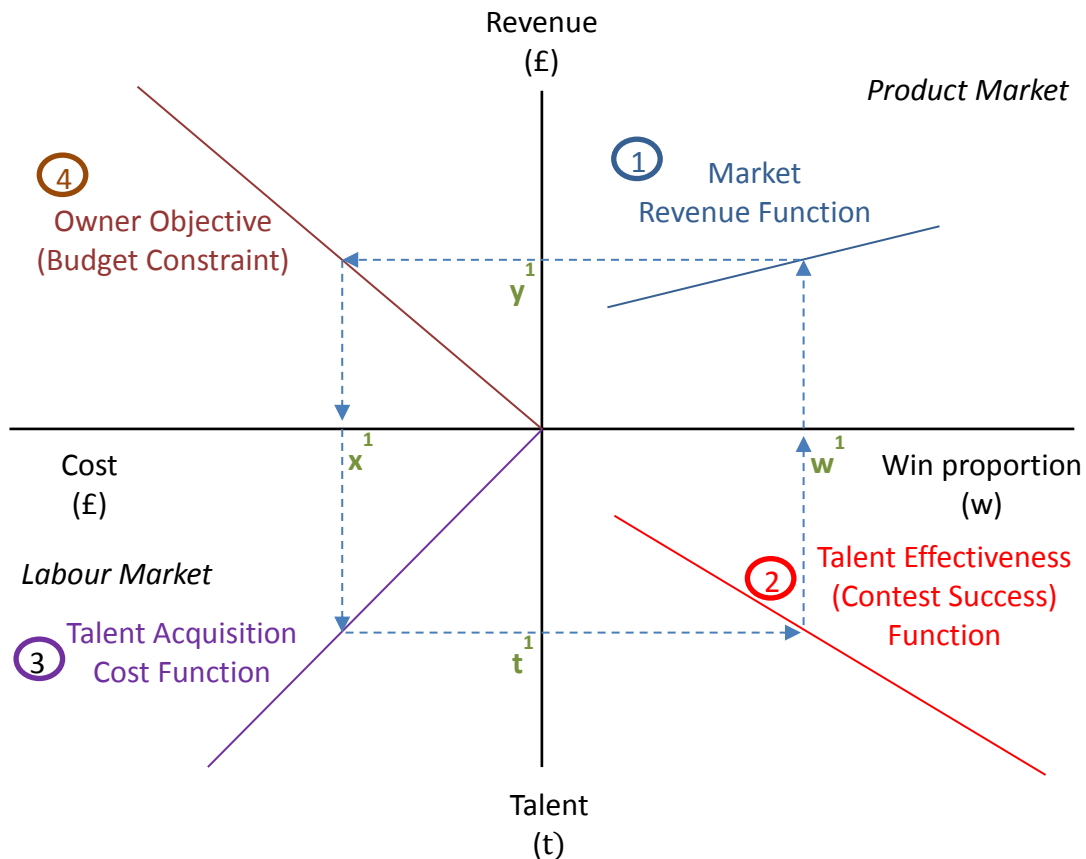 Revenue
(£)
Product Market
1
Market
Revenue Function
4
Owner Objective
(Budget Constraint)
y¹
Cost
(£)
x¹
w¹
Win proportion
(w)
Labour Market
3
Talent Acquisition
Cost Function
t¹
2
Talent Effectiveness
(Contest Success)
Function
Talent
(t)